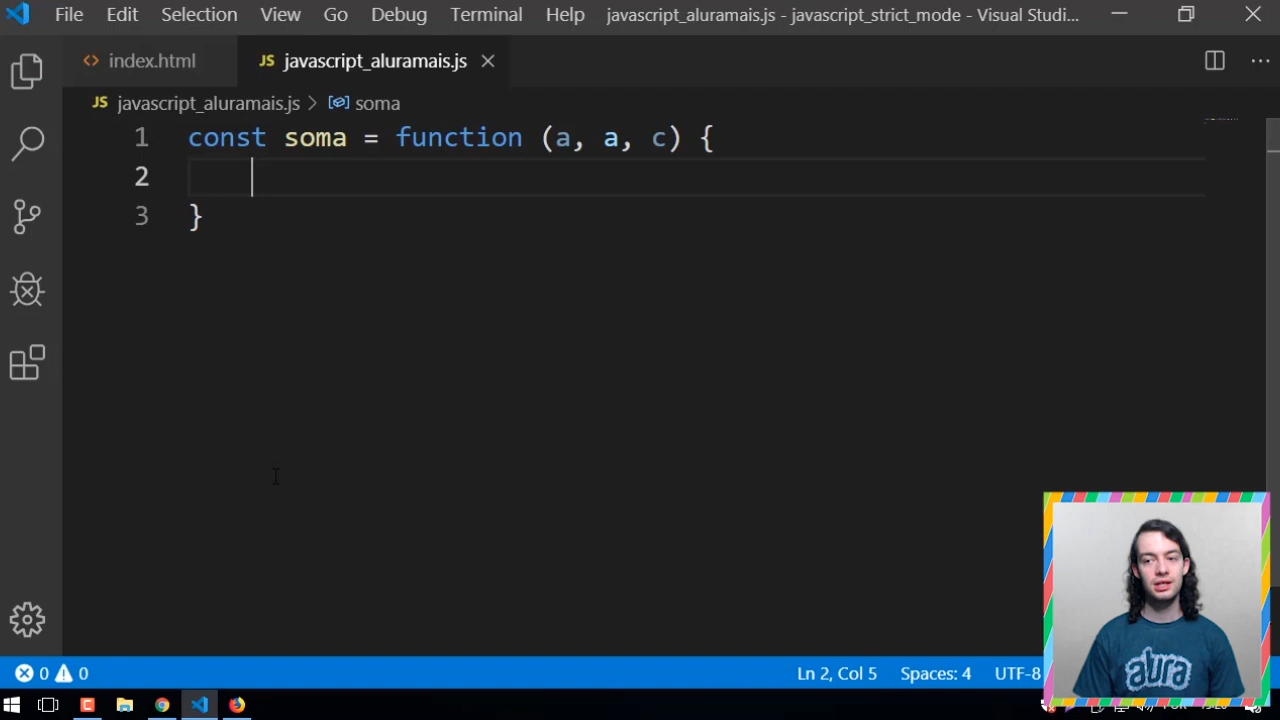 File Edit Selection View Go Debug Terminal Help javascript_aluramais.js - javascript_strict_mode - Visual Studi...
index.html JS javascript_aluramais.js
JS javascript_aluramais.js > soma
1 const soma = function (a, a, c) {
2
3 }
alura
0 0 Ln 2, Col 5 Spaces: 4 UTF-8